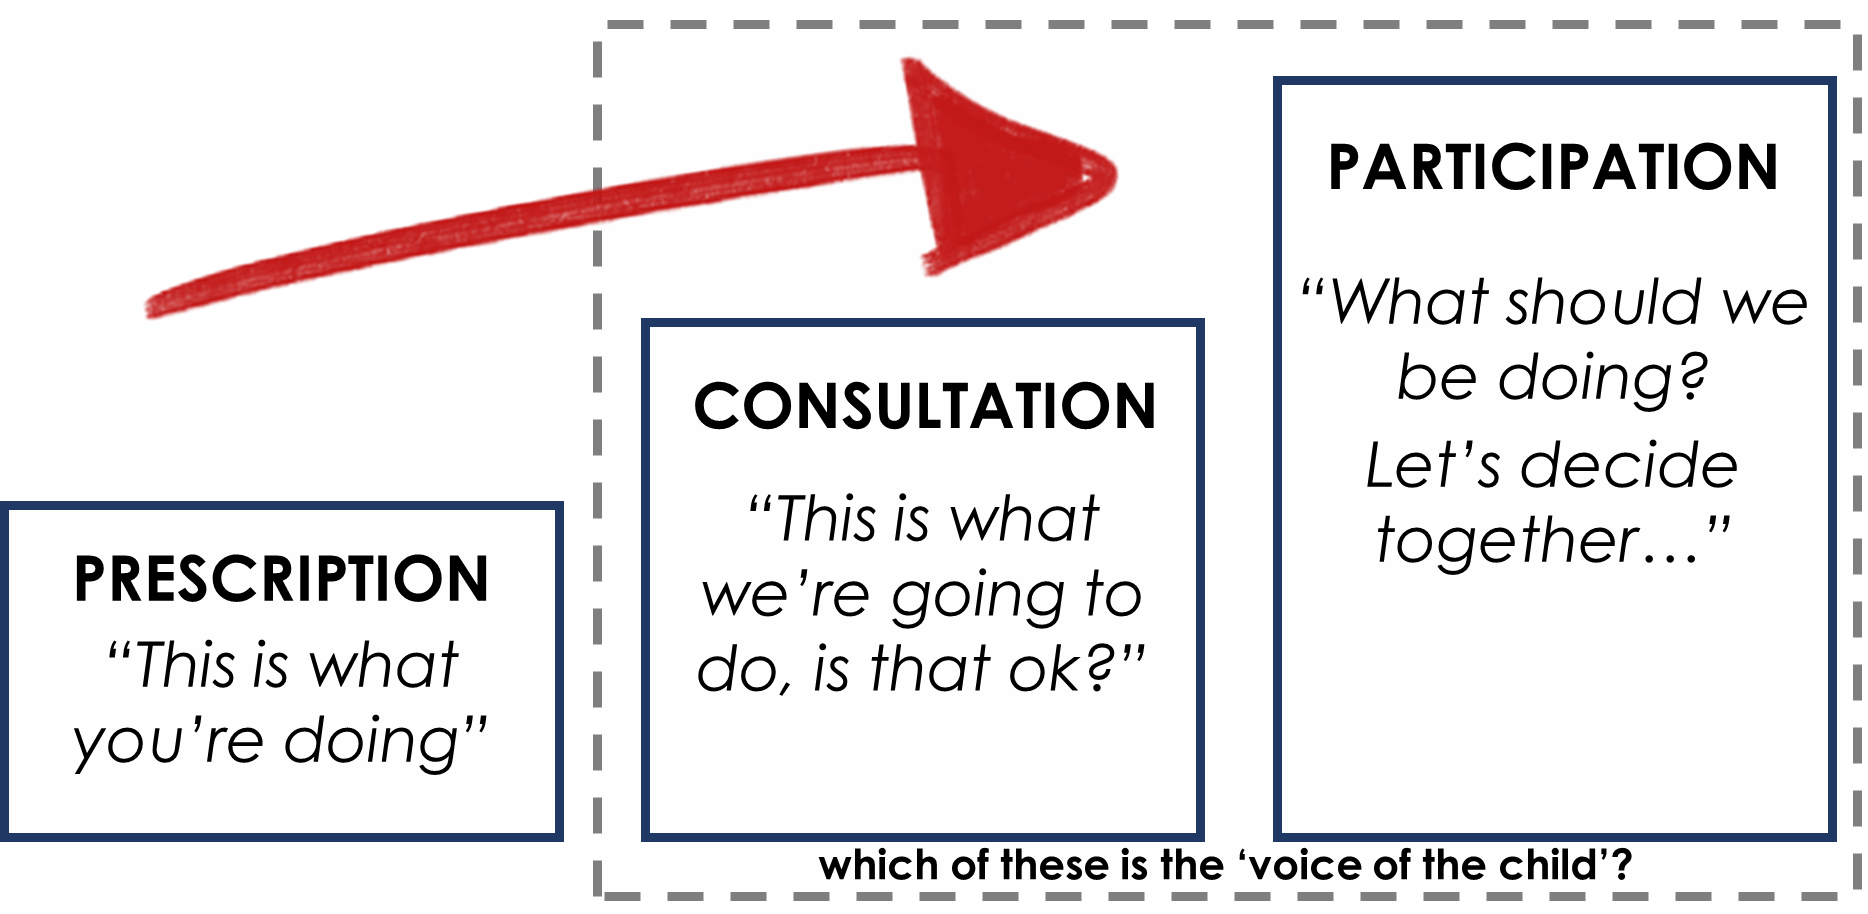 PRESCRIPTION
“This is what
you’re doing”
CONSULTATION
“This is what
we’re going to
do, is that ok?”
PARTICIPATION
“What should we
be doing?
Let’s decide
together…”
which of these is the ‘voice of the child’?